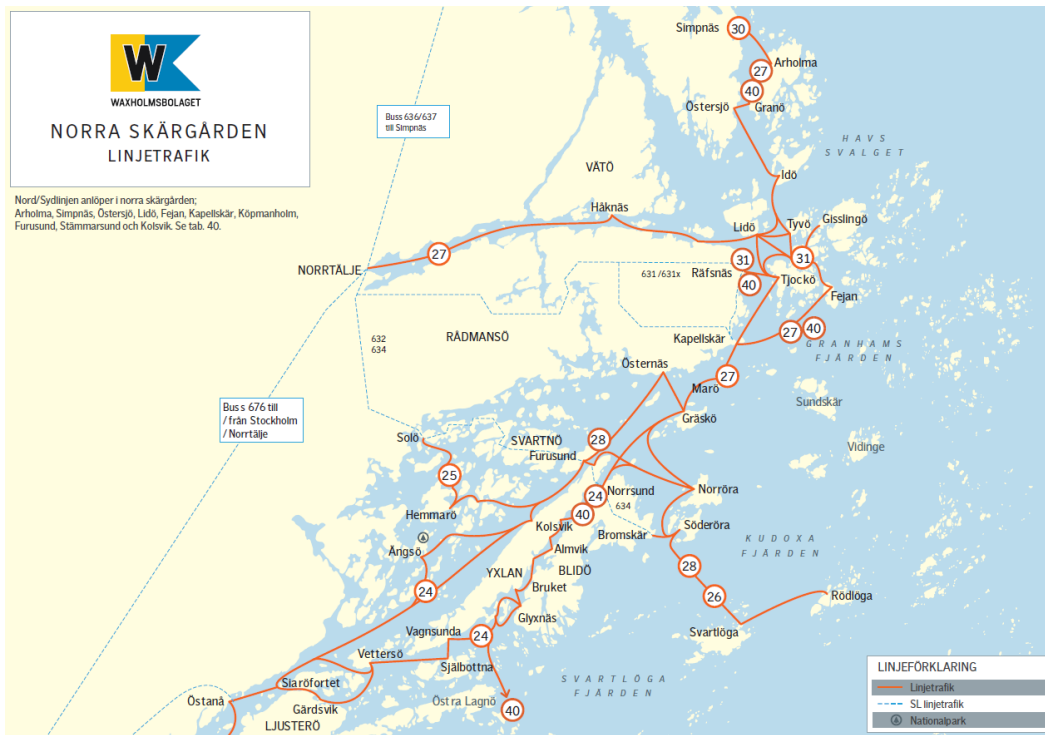 W
WAXHOLMSBOLAGET
NORRA SKÄRGÅRDEN
LINJETRAFIK
Nord/Sydlinjen anlöper i norra skärgården;
Arholma, Simpnäs, Östersjö, Lidö, Fejan, Kapellskär, Köpmanholm,
Furusund, Stämmarsund och Kolsvik. Se tab. 40.
Simpnäs
30
Arholma
27
40
Östersjö
Granö
Buss 636/637
till Simpnäs
HAVS
SVALGET
VÄTÖ
Idö
Håknäs
Lidö
Tyvö
Gisslingö
27
NORRTÄLJE
31
31
631/631x
Räfsnäs
Tjockö
40
Fejan
632
634
RÅDMANSÖ
Kapellskär
27
40
GRANHAMS
FJÄRDEN
Östernäs
27
Marö
Sundskär
Buss 676 till
/ från Stockholm
/ Norrtälje
Gräskö
Solö
SVARTNÖ
28
Furusund
Vidinge
25
24
Norrsund
Norröra
634
Hemmarö
40
Kolsvik
Bromskär
Söderöra
KUDOXA
FJÄRDEN
Ängsö
Almvik
YXLAN
BLIDÖ
28
24
Bruket
26
Rödlöga
Glyxnäs
Vagnsunda
24
Svartlöga
Vettersö
Själbottna
SVARTLÖGA
FJÄRDEN
Siaröfortet
Östanå
Gärdsvik
Östra Lagnö
40
LJUSTERÖ
LINJEFÖRKLARING
Linjetrafik
SL linjetrafik
Nationalpark